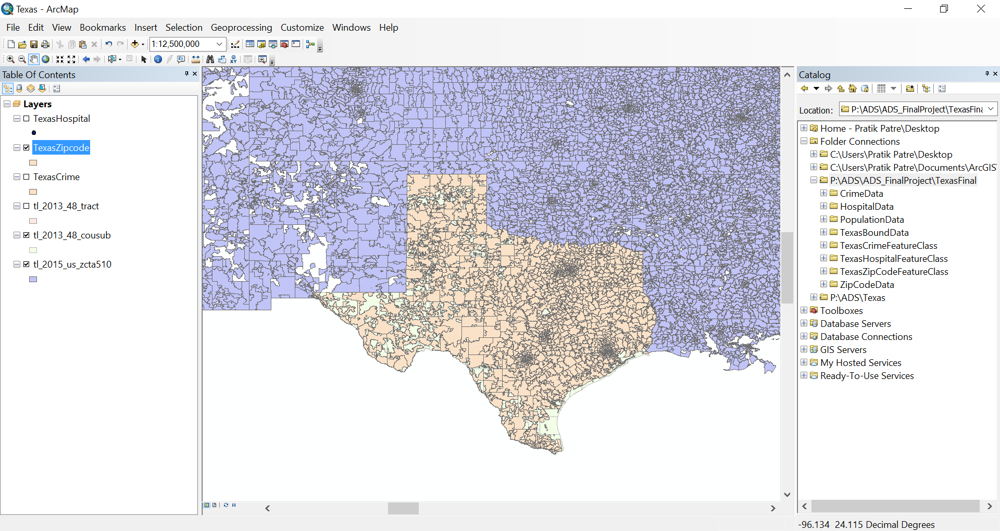 Texas - ArcMap
File Edit View Bookmarks Insert Selection Geoprocessing Customize Windows Help
1:12,500,000
Table Of Contents
Layers
TexasHospital
TexasZipcode
TexasCrime
tl_2013_48_tract
tl_2013_48_cousub
tl_2015_us_zcta510
Catalog
Location: P:\ADS\ADS_FinalProject\TexasFina
Home - Pratik Patre\Desktop
Folder Connections
C:\Users\Pratik Patre\Desktop
C:\Users\Pratik Patre\Documents\ArcGIS
P:\ADS\ADS_FinalProject\TexasFinal
CrimeData
HospitalData
PopulationData
TexasBoundData
TexasCrimeFeatureClass
TexasHospitalFeatureClass
TexasZipCodeFeatureClass
ZipCodeData
P:\ADS\Texas
Toolboxes
Database Servers
Database Connections
GIS Servers
My Hosted Services
Ready-To-Use Services
-96.134 24.115 Decimal Degrees